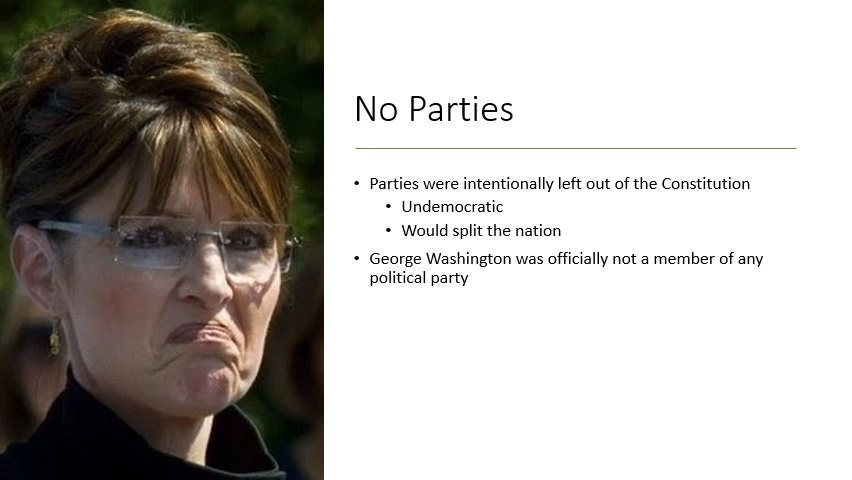 No Parties
• Parties were intentionally left out of the Constitution
• Undemocratic
• Would split the nation
• George Washington was officially not a member of any
political party